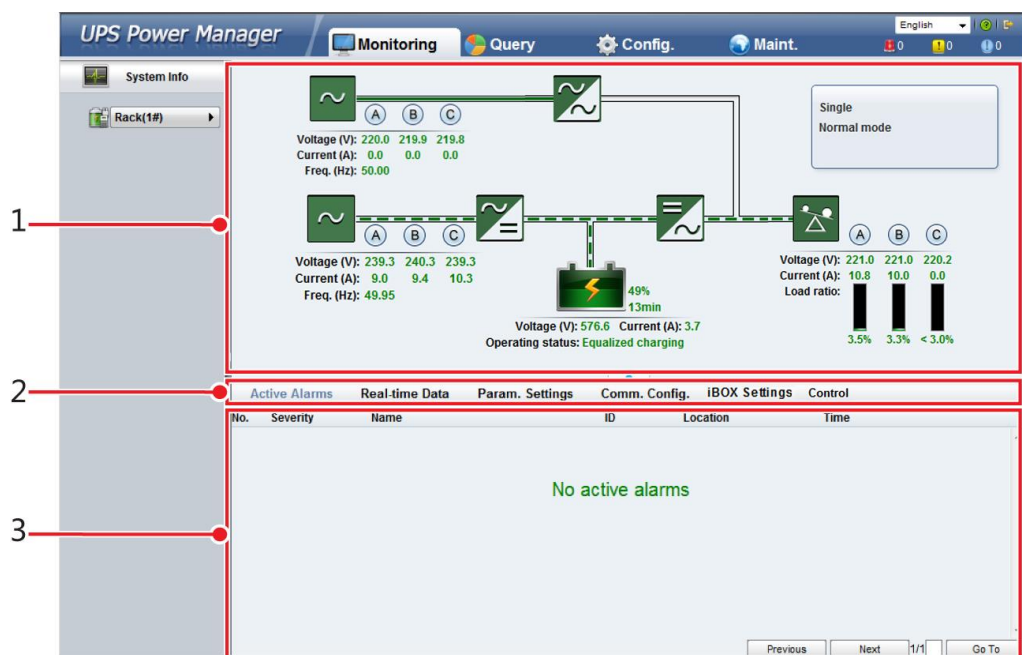 UPS Power Manager
Monitoring Query Config. Maint.
English
0 0 0
System Info
Rack(1#)
1
2
3
A B C
Voltage (V): 220.0 219.9 219.8
Current (A): 0.0 0.0 0.0
Freq. (Hz): 50.00
Single
Normal mode
A B C
Voltage (V): 239.3 240.3 239.3
Current (A): 9.0 9.4 10.3
Freq. (Hz): 49.95
49%
13min
Voltage (V): 576.6 Current (A): 3.7
Operating status: Equalized charging
A B C
Voltage (V): 221.0 221.0 220.2
Current (A): 10.8 10.0 0.0
Load ratio:
3.5% 3.3% < 3.0%
Active Alarms Real-time Data Param. Settings Comm. Config. iBOX Settings Control
No. Severity Name ID Location Time
No active alarms
Previous Next 1/1 Go To